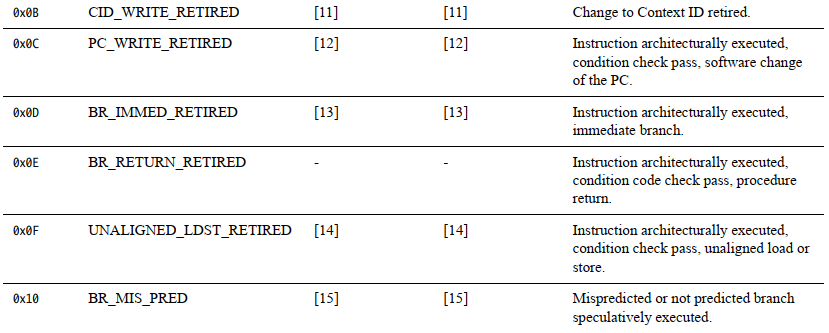 0x0B CID_WRITE_RETIRED [11] [11] Change to Context ID retired.
0x0C PC_WRITE_RETIRED [12] [12] Instruction architecturally executed,
condition check pass, software change
of the PC.
0x0D BR_IMMED_RETIRED [13] [13] Instruction architecturally executed,
immediate branch.
0x0E BR_RETURN_RETIRED - - Instruction architecturally executed,
condition code check pass, procedure
return.
0x0F UNALIGNED_LDST_RETIRED [14] [14] Instruction architecturally executed,
condition check pass, unaligned load or
store.
0x10 BR_MIS_PRED [15] [15] Mispredicted or not predicted branch
speculatively executed.